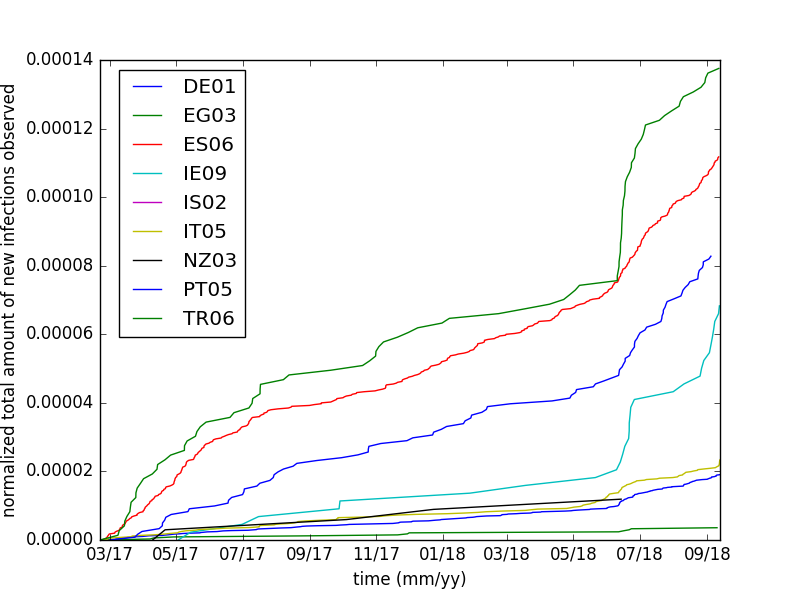 normalized total amount of new infections observed
0.00014
0.00012
0.00010
0.00008
0.00006
0.00004
0.00002
0.00000
DE01
EG03
ES06
IE09
IS02
IT05
NZ03
PT05
TR06
03/17 05/17 07/17 09/17 11/17 01/18 03/18 05/18 07/18 09/18
time (mm/yy)